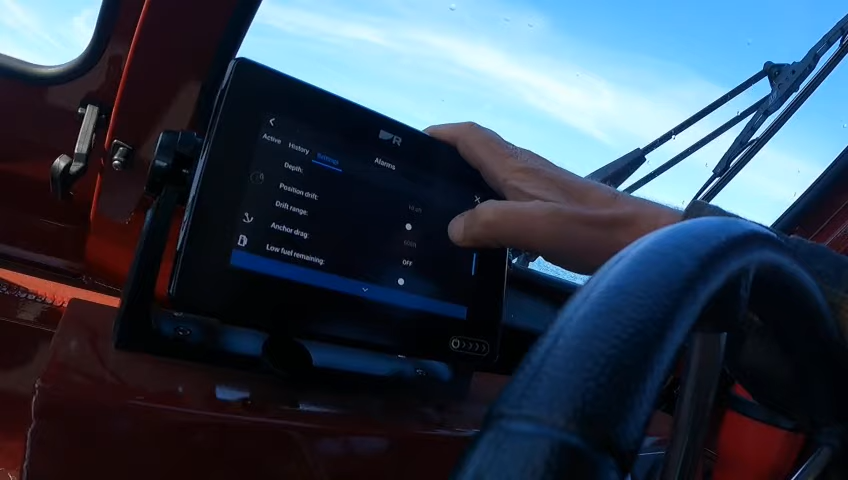 R
Alarms
Active History Settings
Depth:
Position drift:
Drift range:
Anchor drag:
OFF
Low fuel remaining: